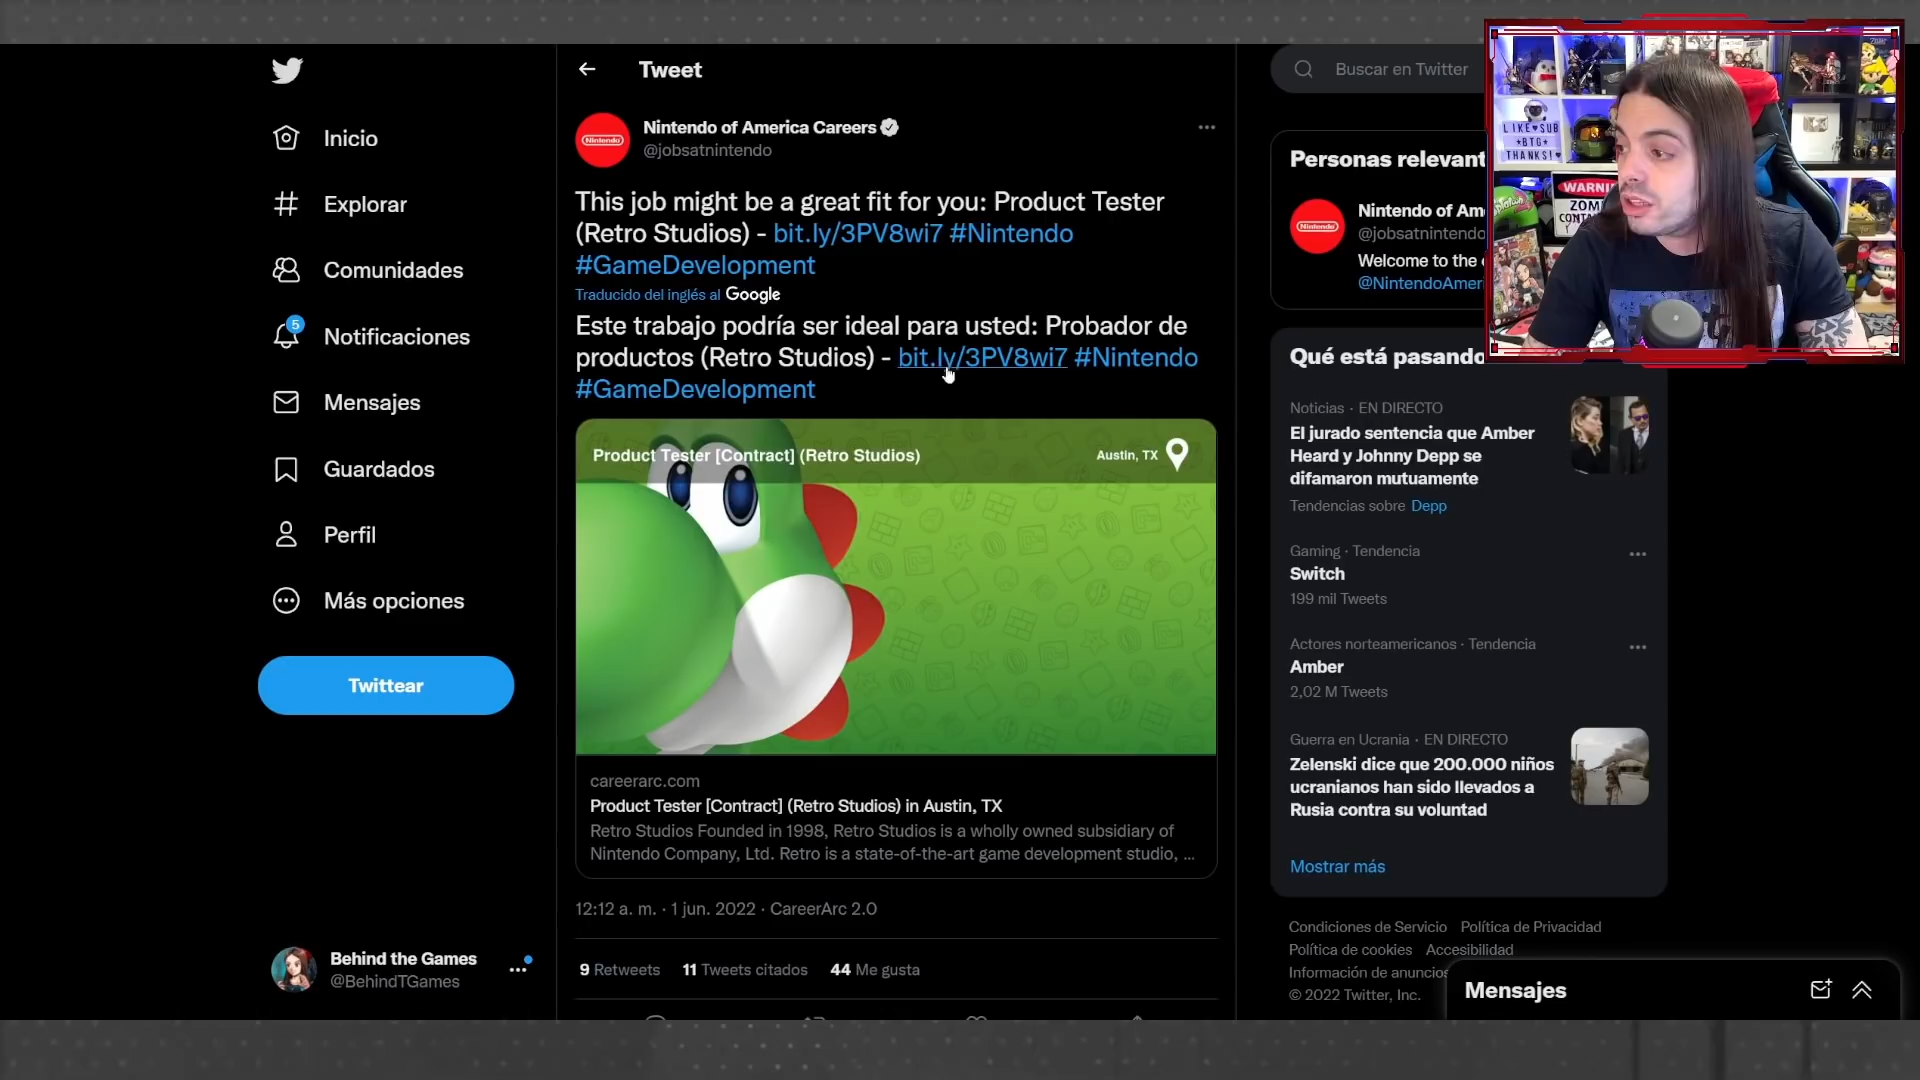 Tweet
Buscar en Twitter
Inicio
Explorar
Comunidades
5
Notificaciones
Mensajes
Guardados
Perfil
Más opciones
Twittear
Behind the Games
@BehindTGames
Nintendo
Nintendo of America Careers
@jobsatnintendo
This job might be a great fit for you: Product Tester
(Retro Studios) - bit.ly/3PV8wi7 #Nintendo
#GameDevelopment
Traducido del inglés al Google
Este trabajo podría ser ideal para usted: Probador de
productos (Retro Studios) - bit.ly/3PV8wi7 #Nintendo
#GameDevelopment
Product Tester [Contract] (Retro Studios)
Austin, TX
careerarc.com
Product Tester [Contract] (Retro Studios) in Austin, TX
Retro Studios Founded in 1998, Retro Studios is a wholly owned subsidiary of
Nintendo Company, Ltd. Retro is a state-of-the-art game development studio, ...
12:12 a. m. · 1 jun. 2022 · CareerArc 2.0
9 Retweets 11 Tweets citados 44 Me gusta
Personas relevant
Nintendo
Nintendo of Am
@jobsatnintendo
Welcome to the
@NintendoAmeri
Qué está pasando
Noticias · EN DIRECTO
El jurado sentencia que Amber
Heard y Johnny Depp se
difamaron mutuamente
Tendencias sobre Depp
Gaming · Tendencia
Switch
199 mil Tweets
Actores norteamericanos · Tendencia
Amber
2,02 M Tweets
Guerra en Ucrania · EN DIRECTO
Zelenski dice que 200.000 niños
ucranianos han sido llevados a
Rusia contra su voluntad
Mostrar más
Condiciones de Servicio Política de Privacidad
Política de cookies Accesibilidad
Información de anuncios
© 2022 Twitter, Inc.
Mensajes
LIKE♥SUB
★BTG★
THANKS!♥